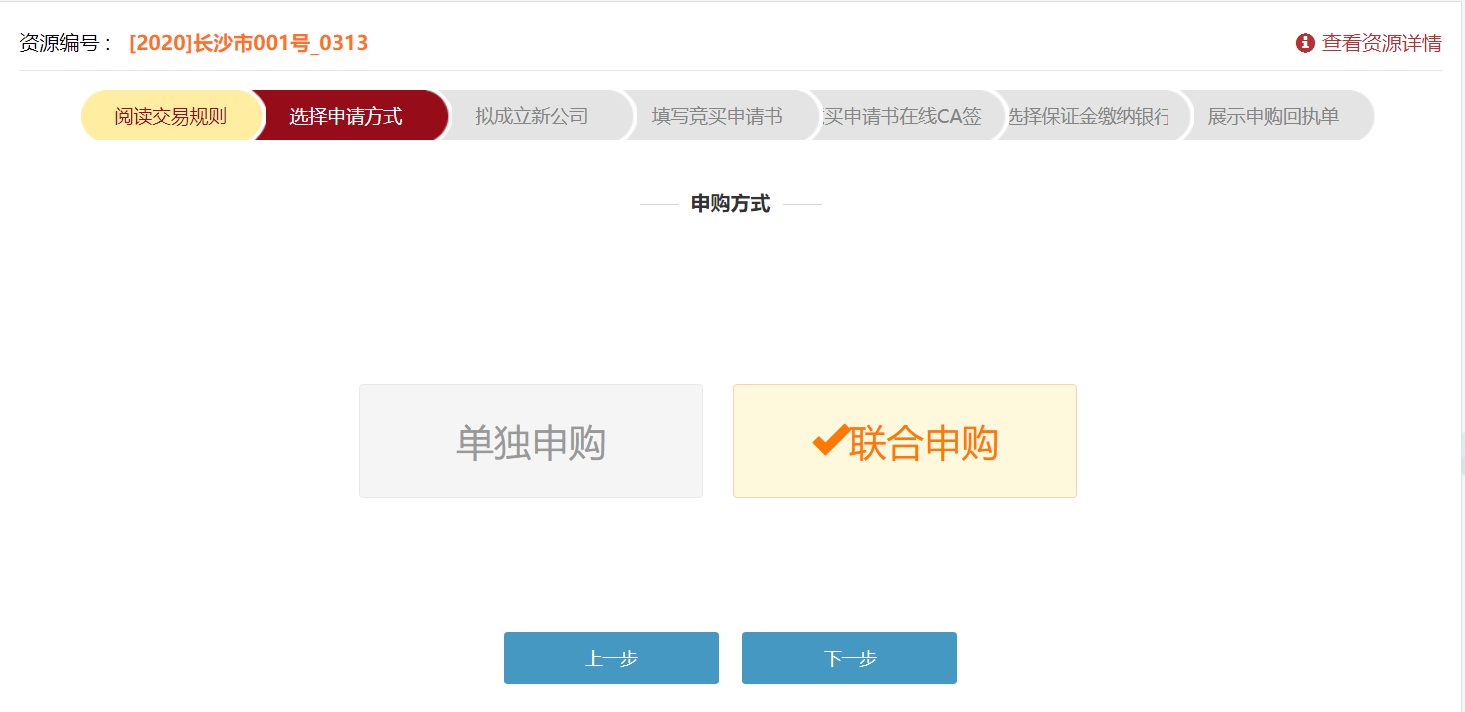 资源编号： [2020]长沙市001号_0313
查看资源详情
阅读交易规则 选择申请方式 拟成立新公司 填写竞买申请书 买申请书在线CA签 选择保证金缴纳银行 展示申购回执单
申购方式
单独申购 联合申购
上一步 下一步